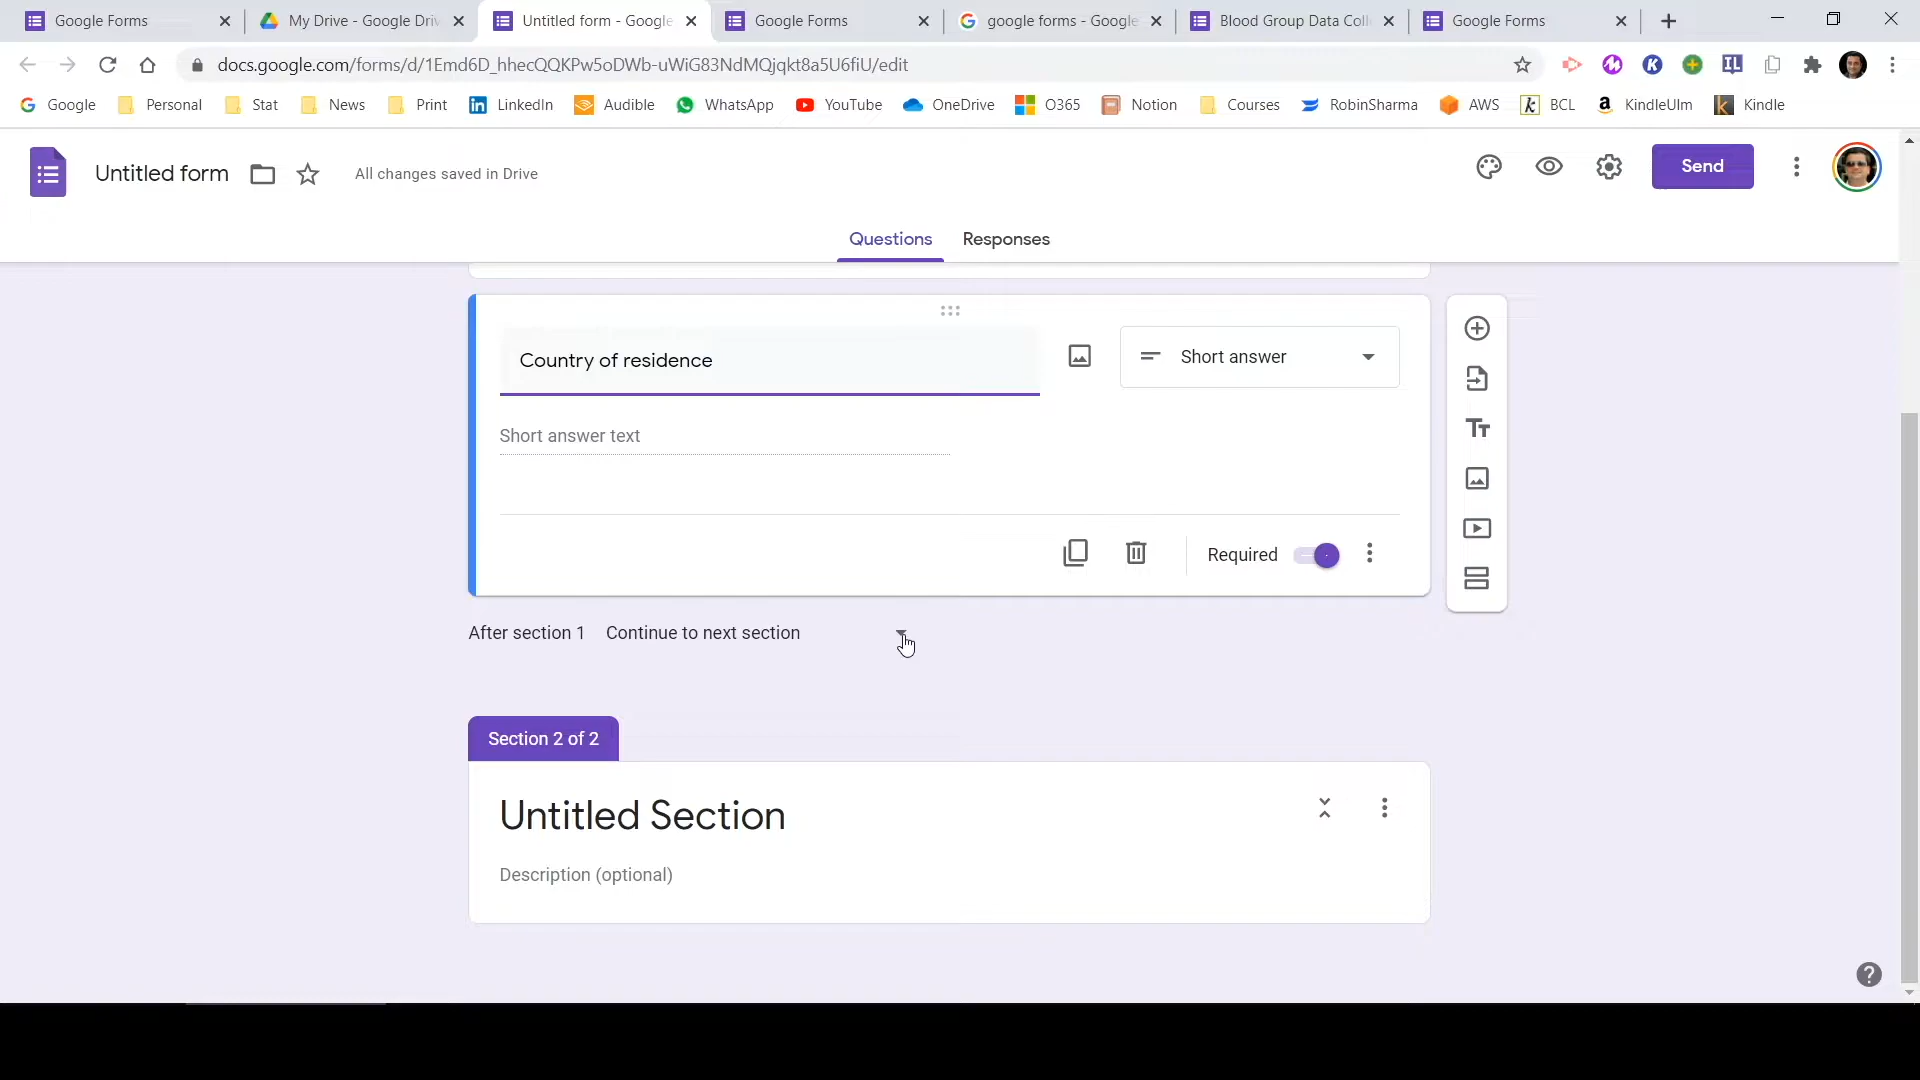 Google Forms
My Drive - Google Driv
Untitled form - Google
Google Forms
google forms - Google
Blood Group Data Coll
Google Forms
docs.google.com/forms/d/1Emd6D_hhecQQKPw5oDWb-uWiG83NdMQjqkt8a5U6fiU/edit
Google Personal Stat News Print LinkedIn Audible WhatsApp YouTube OneDrive O365 Notion Courses RobinSharma AWS BCL KindleUlm Kindle
Untitled form
All changes saved in Drive
Send
Questions Responses
Country of residence
Short answer
Short answer text
Required
After section 1 Continue to next section
Section 2 of 2
Untitled Section
Description (optional)